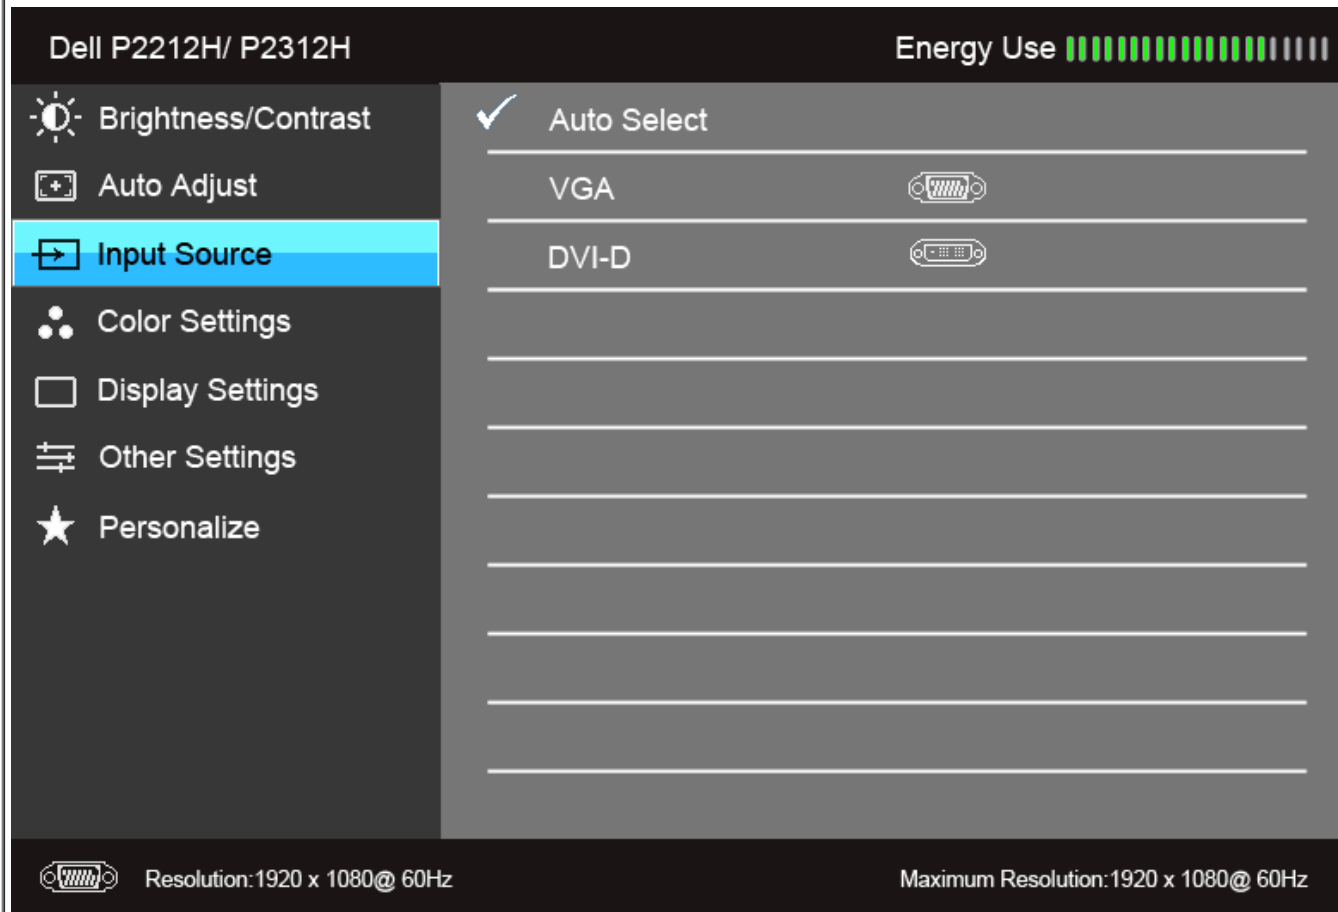 Dell P2212H/ P2312H
Energy Use
Brightness/Contrast
Auto Adjust
Input Source
Color Settings
Display Settings
Other Settings
Personalize
Auto Select
VGA
DVI-D
Resolution:1920 x 1080@ 60Hz
Maximum Resolution:1920 x 1080@ 60Hz